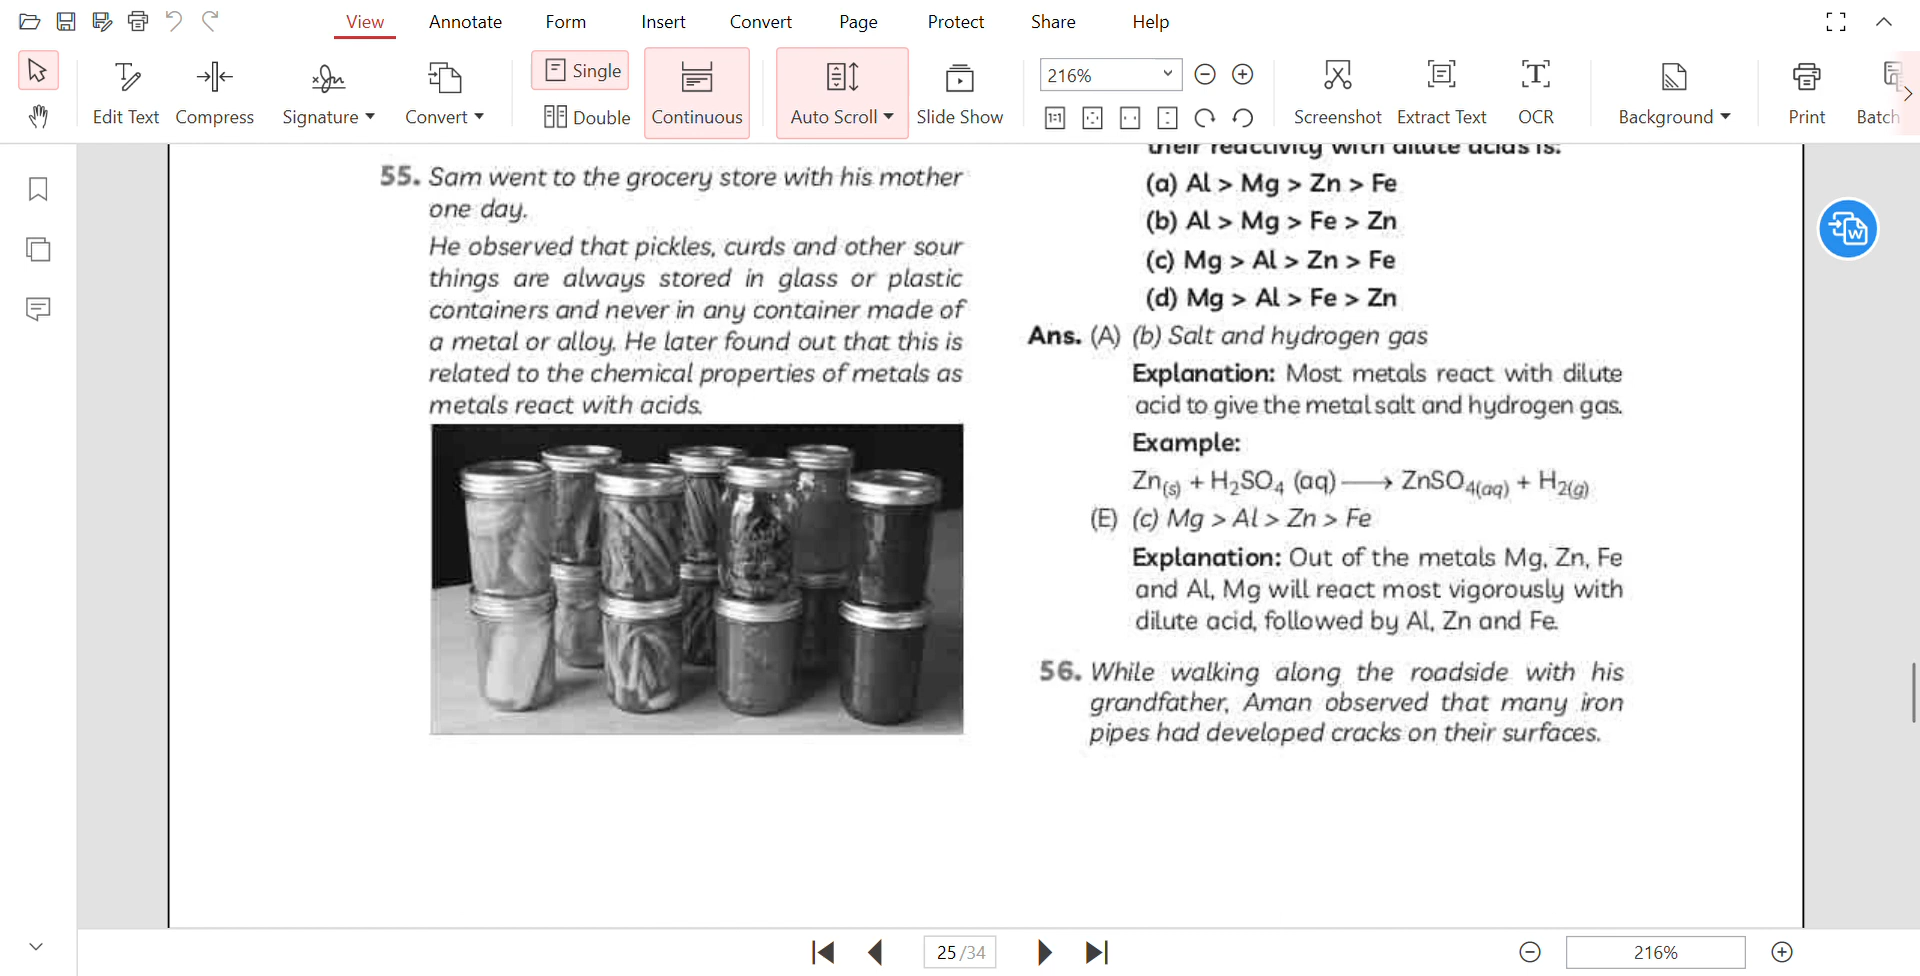 View Annotate Form Insert Convert Page Protect Share Help
Edit Text Compress Signature Convert Single Double Continuous Auto Scroll Slide Show 216% Screenshot Extract Text OCR Background Print Batch
55. Sam went to the grocery store with his mother
one day.
He observed that pickles, curds and other sour
things are always stored in glass or plastic
containers and never in any container made of
a metal or alloy. He later found out that this is
related to the chemical properties of metals as
metals react with acids.
their reactivity with dilute acids is:
(a) Al > Mg > Zn > Fe
(b) Al > Mg > Fe > Zn
(c) Mg > Al > Zn > Fe
(d) Mg > Al > Fe > Zn
Ans. (A) (b) Salt and hydrogen gas
Explanation: Most metals react with dilute
acid to give the metal salt and hydrogen gas.
Example:
Zn(s) + H₂SO₄ (aq) ⟶ ZnSO₄(aq) + H₂(g)
(E) (c) Mg > Al > Zn > Fe
Explanation: Out of the metals Mg, Zn, Fe
and Al, Mg will react most vigorously with
dilute acid, followed by Al, Zn and Fe.
56. While walking along the roadside with his
grandfather, Aman observed that many iron
pipes had developed cracks on their surfaces.
25 /34
216%